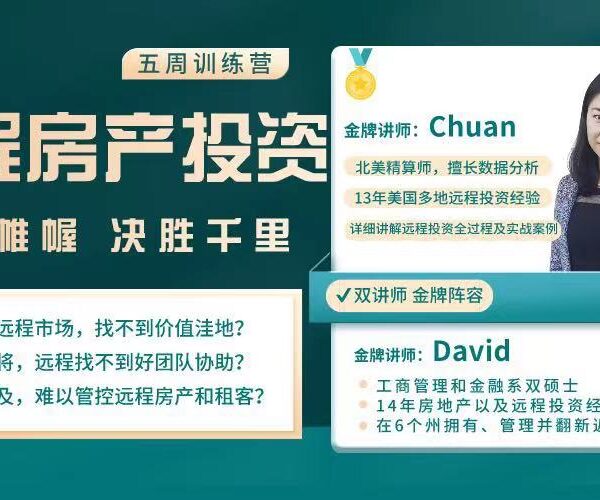 五周训练营
程房产投资
帷幄 决胜千里
远程市场，找不到价值洼地？
将，远程找不到好团队协助？
及，难以管控远程房产和租客？
金牌讲师：Chuan
北美精算师，擅长数据分析
13年美国多地远程投资经验
详细讲解远程投资全过程及实战案例
✓双讲师 金牌阵容
金牌讲师：David
• 工商管理和金融系双硕士
• 14年房地产以及远程投资经
• 在6个州拥有、管理并翻新